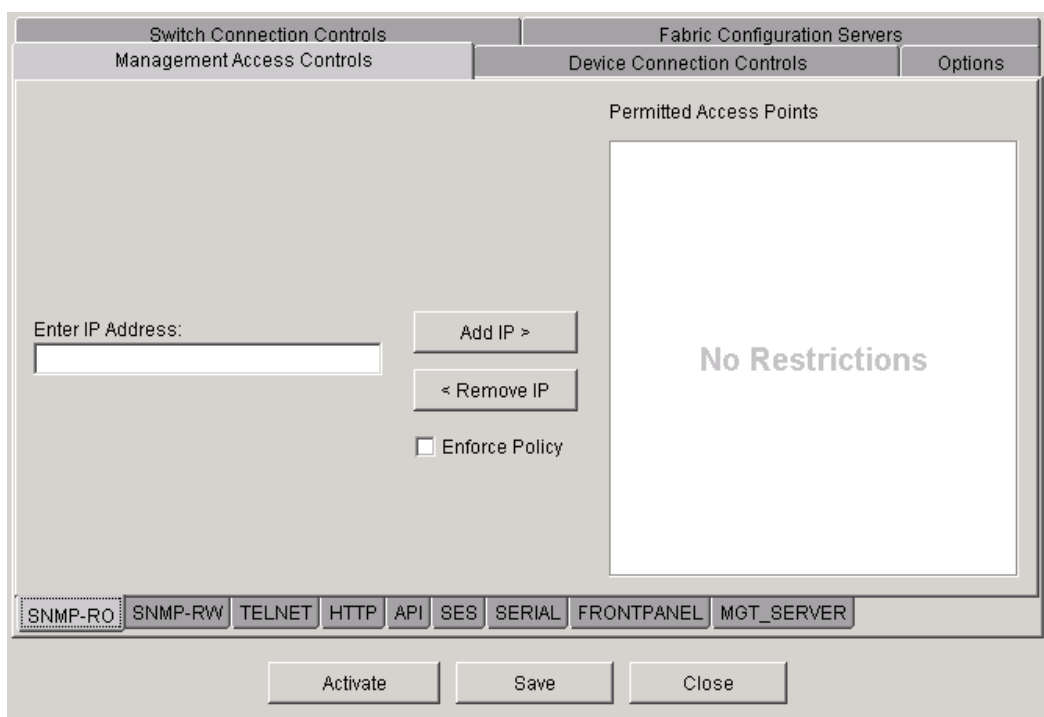 Switch Connection Controls Fabric Configuration Servers
Management Access Controls Device Connection Controls Options
Permitted Access Points
Enter IP Address:
Add IP >
No Restrictions
< Remove IP
Enforce Policy
SNMP-RO SNMP-RW TELNET HTTP API SES SERIAL FRONTPANEL MGT_SERVER
Activate Save Close